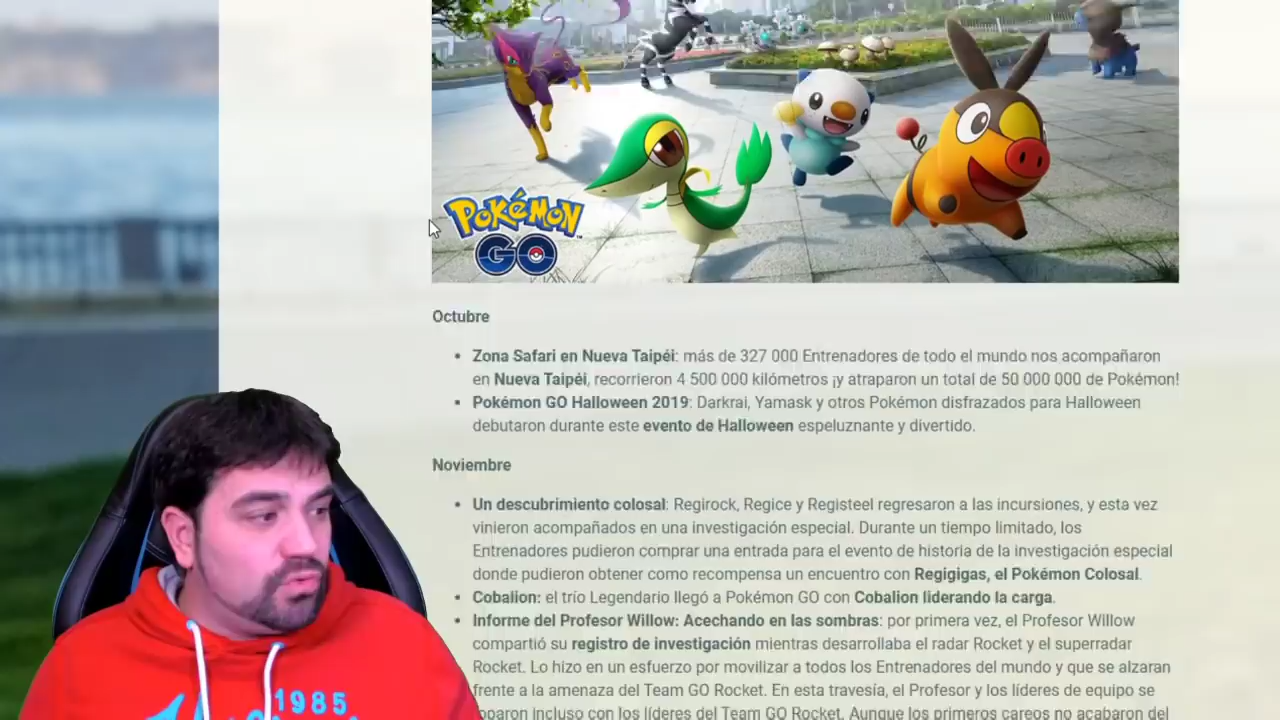 POKéMON
GO
Octubre
• Zona Safari en Nueva Taipéi: más de 327 000 Entrenadores de todo el mundo nos acompañaron
en Nueva Taipéi, recorrieron 4 500 000 kilómetros ¡y atraparon un total de 50 000 000 de Pokémon!
• Pokémon GO Halloween 2019: Darkrai, Yamask y otros Pokémon disfrazados para Halloween
debutaron durante este evento de Halloween espeluznante y divertido.
Noviembre
• Un descubrimiento colosal: Regirock, Regice y Registeel regresaron a las incursiones, y esta vez
vinieron acompañados en una investigación especial. Durante un tiempo limitado, los
Entrenadores pudieron comprar una entrada para el evento de historia de la investigación especial
donde pudieron obtener como recompensa un encuentro con Regigigas, el Pokémon Colosal.
• Cobalion: el trío Legendario llegó a Pokémon GO con Cobalion liderando la carga.
• Informe del Profesor Willow: Acechando en las sombras: por primera vez, el Profesor Willow
compartió su registro de investigación mientras desarrollaba el radar Rocket y el superradar
Rocket. Lo hizo en un esfuerzo por movilizar a todos los Entrenadores del mundo y que se alzaran
frente a la amenaza del Team GO Rocket. En esta travesía, el Profesor y los líderes de equipo se
toparon incluso con los líderes del Team GO Rocket. Aunque los primeros careos no acabaron del
1985